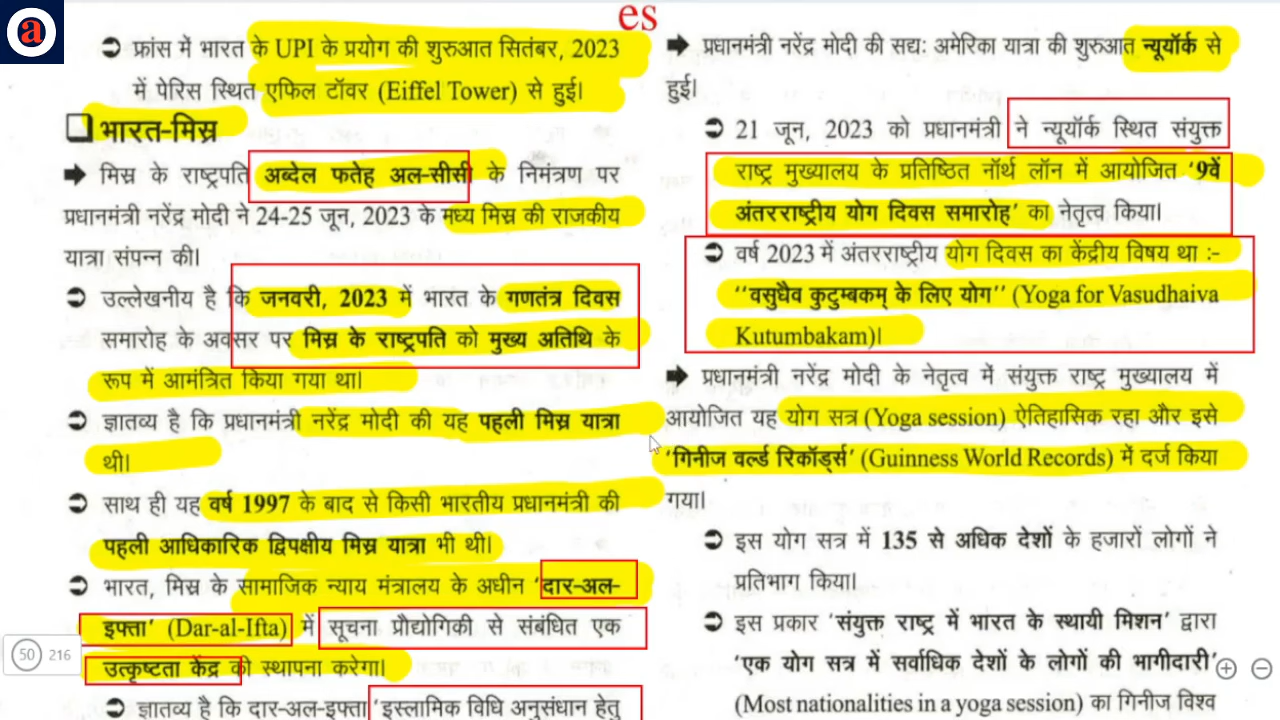 a
es
⮊ फ्रांस में भारत के UPI के प्रयोग की शुरुआत सितंबर, 2023
में पेरिस स्थित एफिल टॉवर (Eiffel Tower) से हुई।
❑ भारत-मिस्र
➡ मिस्र के राष्ट्रपति अब्देल फतेह अल-सीसी के निमंत्रण पर
प्रधानमंत्री नरेंद्र मोदी ने 24-25 जून, 2023 के मध्य मिस्र की राजकीय
यात्रा संपन्न की।
⮊ उल्लेखनीय है कि जनवरी, 2023 में भारत के गणतंत्र दिवस
समारोह के अवसर पर मिस्र के राष्ट्रपति को मुख्य अतिथि के
रूप में आमंत्रित किया गया था।
⮊ ज्ञातव्य है कि प्रधानमंत्री नरेंद्र मोदी की यह पहली मिस्र यात्रा
थी।
⮊ साथ ही यह वर्ष 1997 के बाद से किसी भारतीय प्रधानमंत्री की
पहली आधिकारिक द्विपक्षीय मिस्र यात्रा भी थी।
⮊ भारत, मिस्र के सामाजिक न्याय मंत्रालय के अधीन ‘दार-अल-
इफ्ता’ (Dar-al-Ifta) में सूचना प्रौद्योगिकी से संबंधित एक
उत्कृष्टता केंद्र की स्थापना करेगा।
⮊ ज्ञातव्य है कि दार-अल-इफ्ता ‘इस्लामिक विधि अनुसंधान हेतु
50 216
➡ प्रधानमंत्री नरेंद्र मोदी की सद्य: अमेरिका यात्रा की शुरुआत न्यूयॉर्क से
हुई।
⮊ 21 जून, 2023 को प्रधानमंत्री ने न्यूयॉर्क स्थित संयुक्त
राष्ट्र मुख्यालय के प्रतिष्ठित नॉर्थ लॉन में आयोजित ‘9वें
अंतरराष्ट्रीय योग दिवस समारोह’ का नेतृत्व किया।
⮊ वर्ष 2023 में अंतरराष्ट्रीय योग दिवस का केंद्रीय विषय था :-
‘‘वसुधैव कुटुम्बकम् के लिए योग’’ (Yoga for Vasudhaiva
Kutumbakam)।
➡ प्रधानमंत्री नरेंद्र मोदी के नेतृत्व में संयुक्त राष्ट्र मुख्यालय में
आयोजित यह योग सत्र (Yoga session) ऐतिहासिक रहा और इसे
‘गिनीज वर्ल्ड रिकॉर्ड्स’ (Guinness World Records) में दर्ज किया
गया।
⮊ इस योग सत्र में 135 से अधिक देशों के हजारों लोगों ने
प्रतिभाग किया।
⮊ इस प्रकार ‘संयुक्त राष्ट्र में भारत के स्थायी मिशन’ द्वारा
‘एक योग सत्र में सर्वाधिक देशों के लोगों की भागीदारी’
(Most nationalities in a yoga session) का गिनीज विश्व